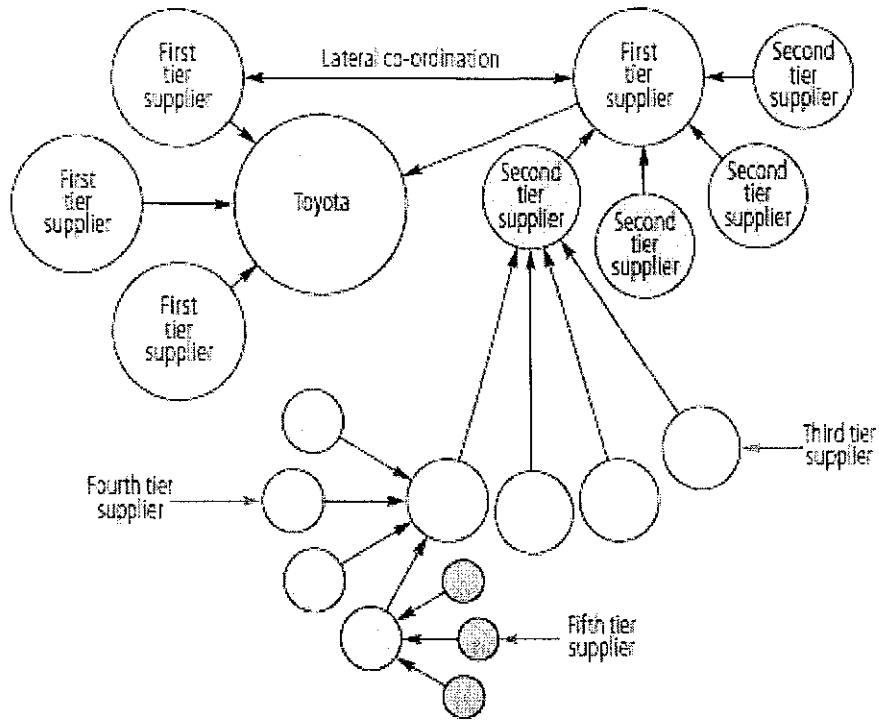 First
tier
supplier
Lateral co-ordination
First
tier
supplier
Second
tier
supplier
First
tier
supplier
Toyota
Second
tier
supplier
Second
tier
supplier
Second
tier
supplier
First
tier
supplier
Third tier
supplier
Fourth tier
supplier
Fifth tier
supplier